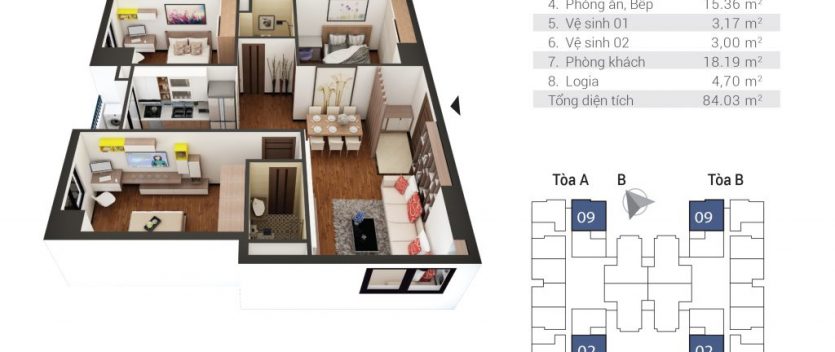 4. Phòng ăn, Bếp 15.36 m²
5. Vệ sinh 01 3,17 m²
6. Vệ sinh 02 3,00 m²
7. Phòng khách 18.19 m²
8. Logia 4,70 m²
Tổng diện tích 84.03 m²
Tòa A B Tòa B
09 09
02 02